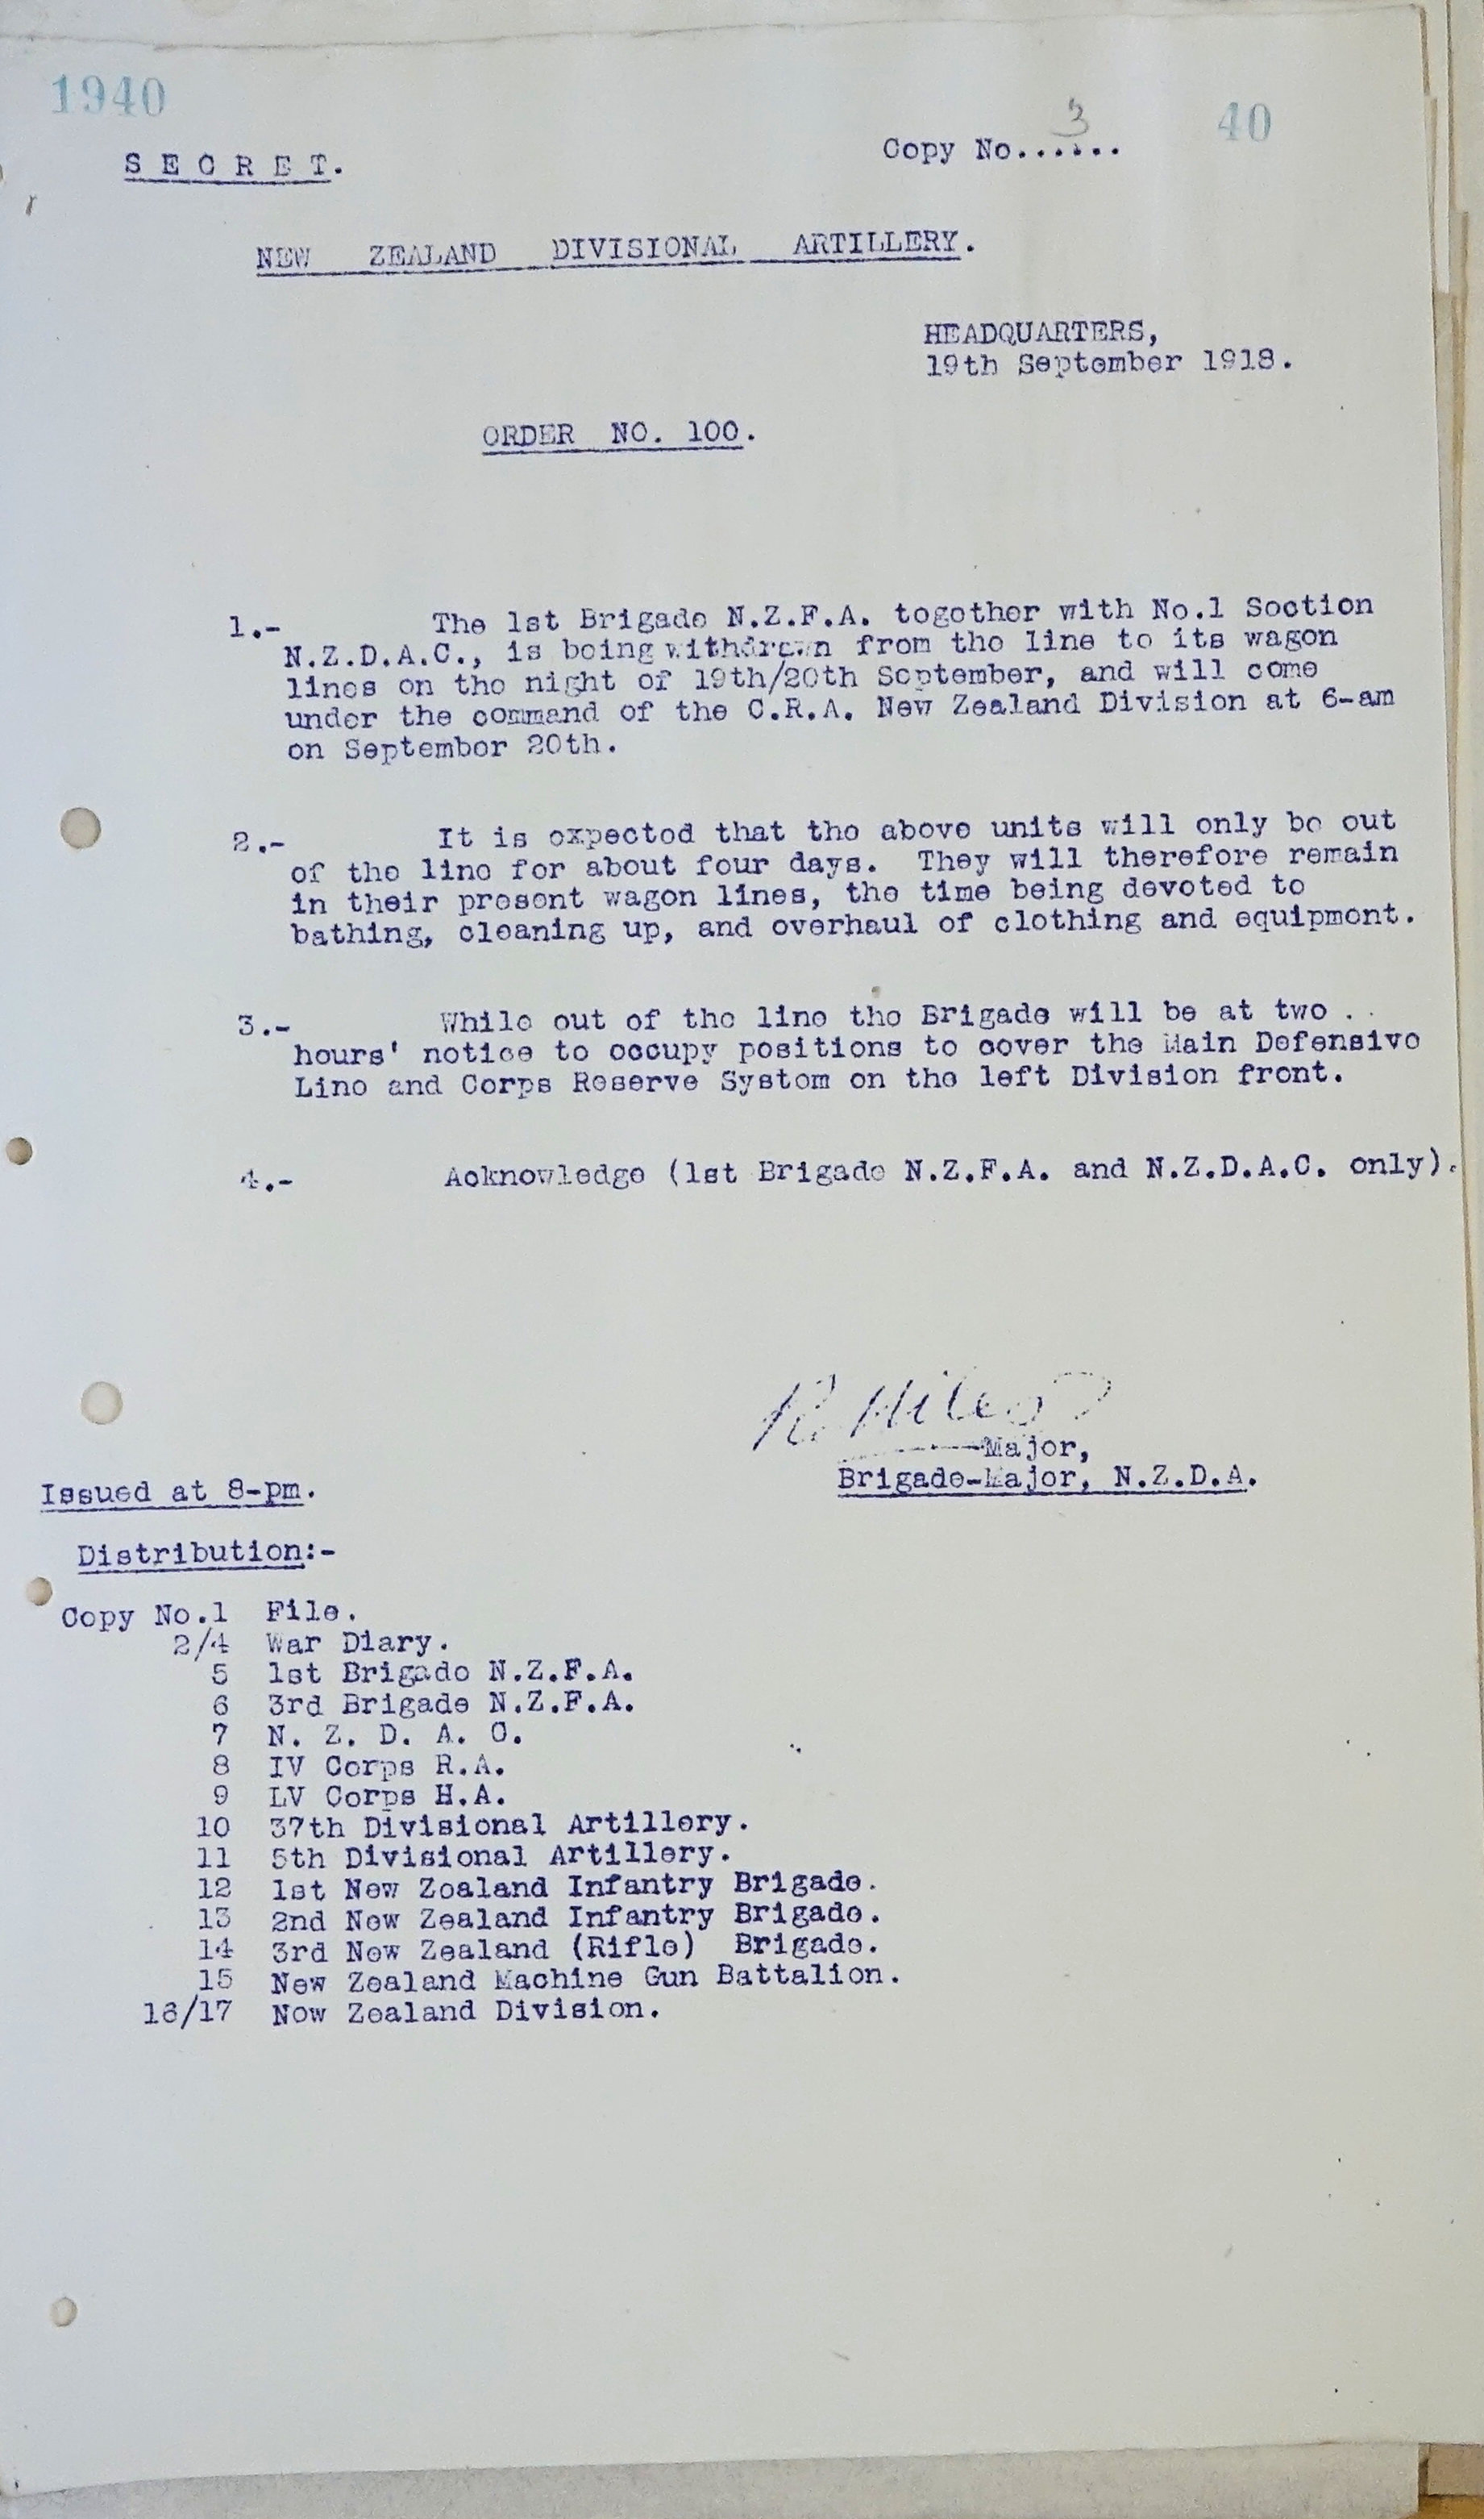 1940
40
Copy No...3...
SECRET.
NEW ZEALAND DIVISIONAL ARTILLERY.
HEADQUARTERS,
19th September 1918.
ORDER NO. 100.
1.- The 1st Brigade N.Z.F.A. together with No.1 Section
N.Z.D.A.C., is being withdrawn from the line to its wagon
lines on the night of 19th/20th September, and will come
under the command of the C.R.A. New Zealand Division at 6-am
on September 20th.
2.- It is expected that the above units will only be out
of the line for about four days. They will therefore remain
in their present wagon lines, the time being devoted to
bathing, cleaning up, and overhaul of clothing and equipment.
3.- While out of the line the Brigade will be at two . .
hours' notice to occupy positions to cover the Main Defensive
Line and Corps Reserve System on the left Division front.
4.- Acknowledge (1st Brigade N.Z.F.A. and N.Z.D.A.C. only).
R. Miles
Major,
Brigade-Major, N.Z.D.A.
Issued at 8-pm.
Distribution:-
Copy No.1 File.
2/4 War Diary.
5 1st Brigade N.Z.F.A.
6 3rd Brigade N.Z.F.A.
7 N. Z. D. A. C.
8 IV Corps R.A.
9 IV Corps H.A.
10 37th Divisional Artillery.
11 5th Divisional Artillery.
12 1st New Zealand Infantry Brigade.
13 2nd New Zealand Infantry Brigade.
14 3rd New Zealand (Rifle) Brigade.
15 New Zealand Machine Gun Battalion.
16/17 New Zealand Division.